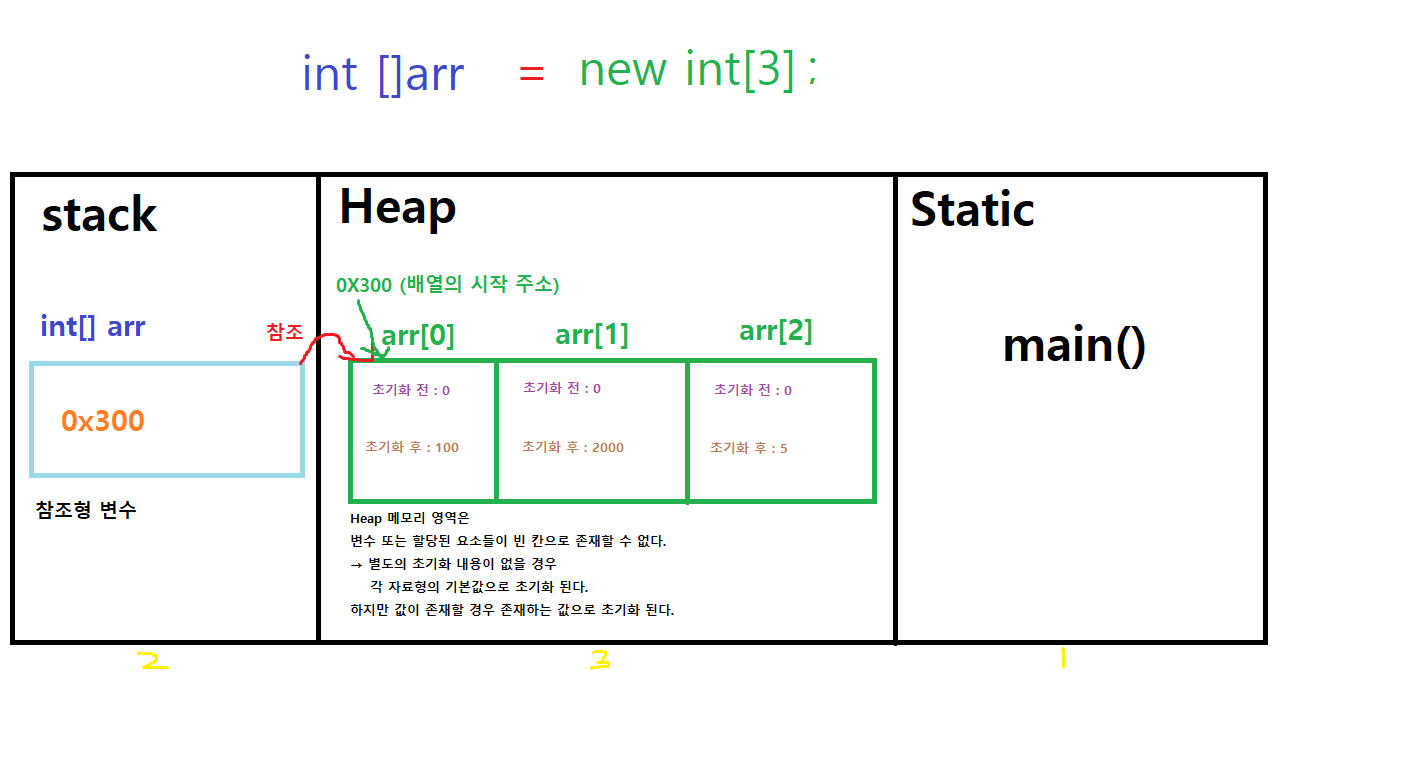 int []arr = new int[3] ;
stack
Heap
Static
0X300 (배열의 시작 주소)
int[] arr
참조
arr[0]
arr[1]
arr[2]
main()
0x300
초기화 전 : 0
초기화 전 : 0
초기화 전 : 0
초기화 후 : 100
초기화 후 : 2000
초기화 후 : 5
참조형 변수
Heap 메모리 영역은
변수 또는 할당된 요소들이 빈 칸으로 존재할 수 없다.
→ 별도의 초기화 내용이 없을 경우
각 자료형의 기본값으로 초기화 된다.
하지만 값이 존재할 경우 존재하는 값으로 초기화 된다.
2
3
1